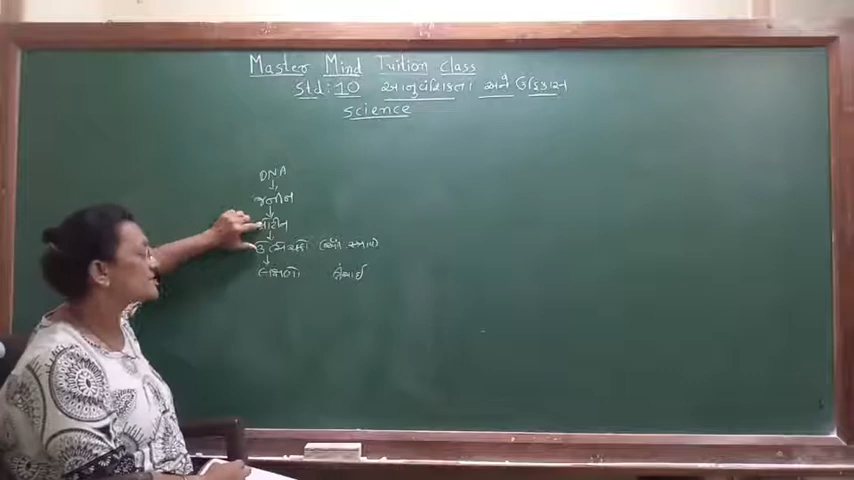 Master Mind Tuition Class
Std: 10 આનુવંશિકતા અને ઉદ્વિકાસ
Science
DNA
↓
જનીન
↓
પ્રોટીન
↓
ઉત્સેચકો
↓
લક્ષણો ઊંચાઈ